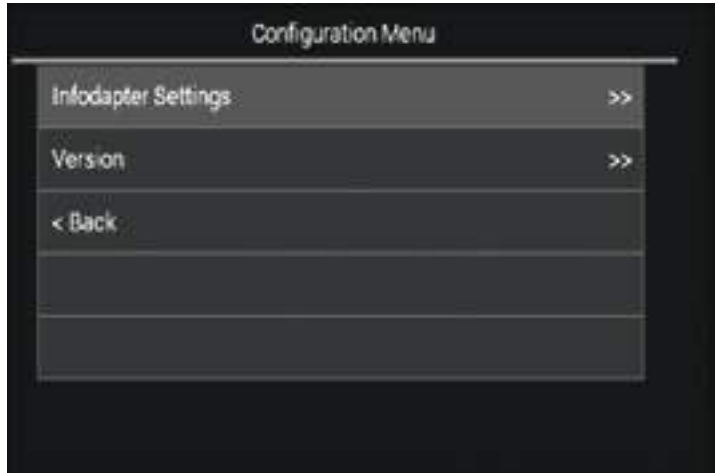 Configuration Menu
Infodapter Settings >>
Version >>
< Back